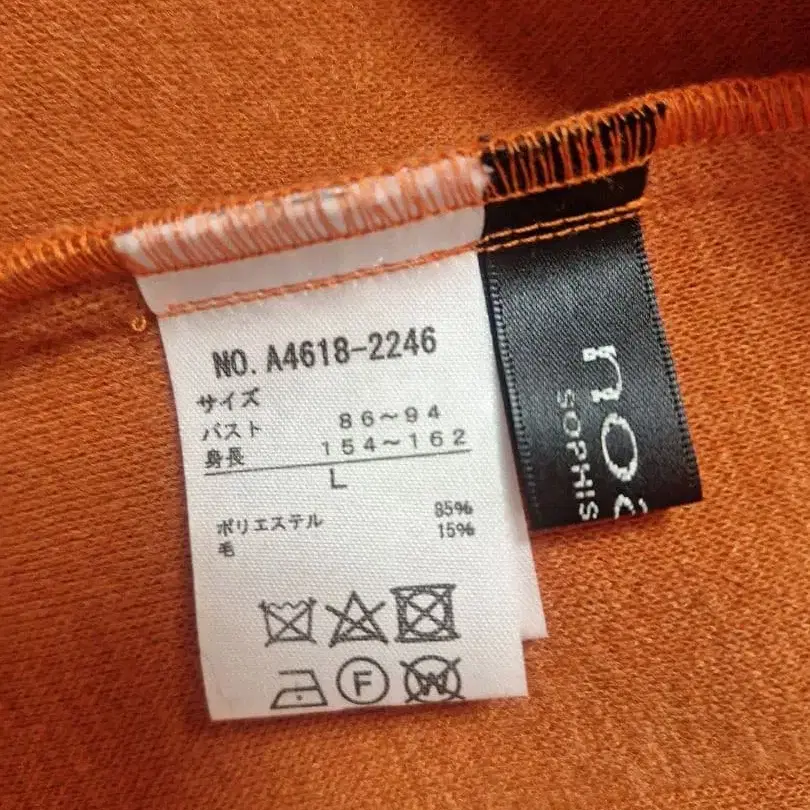 NO. A4618-2246
サイズ
バスト 86～94
身長 154～162
L
ポリエステル 85%
毛 15%
F
W
no
SOPHIS